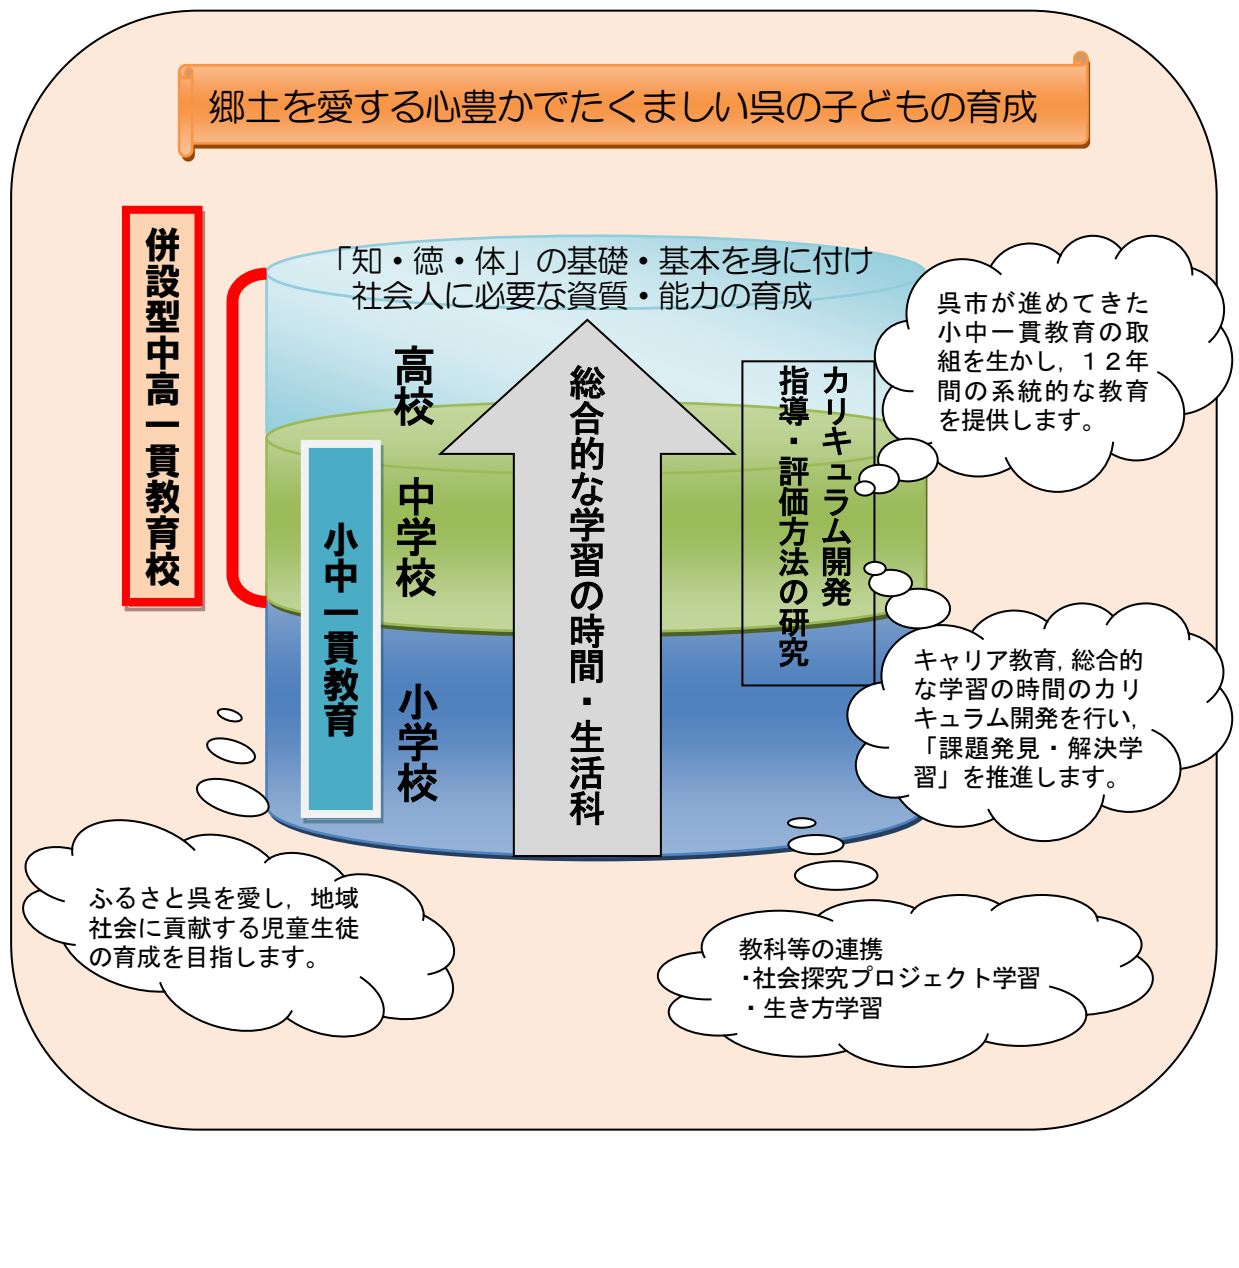 郷土を愛する心豊かでたくましい呉の子どもの育成
併設型中高一貫教育校
「知・徳・体」の基礎・基本を身に付け
社会人に必要な資質・能力の育成
高校
中学校
小学校
小中一貫教育
総合的な学習の時間・生活科
カリキュラム開発
指導・評価方法の研究
呉市が進めてきた
小中一貫教育の取
組を生かし，１２年
間の系統的な教育
を提供します。
キャリア教育，総合的
な学習の時間のカリ
キュラム開発を行い，
「課題発見・解決学
習」を推進します。
ふるさと呉を愛し，地域
社会に貢献する児童生徒
の育成を目指します。
教科等の連携
・社会探究プロジェクト学習
・生き方学習